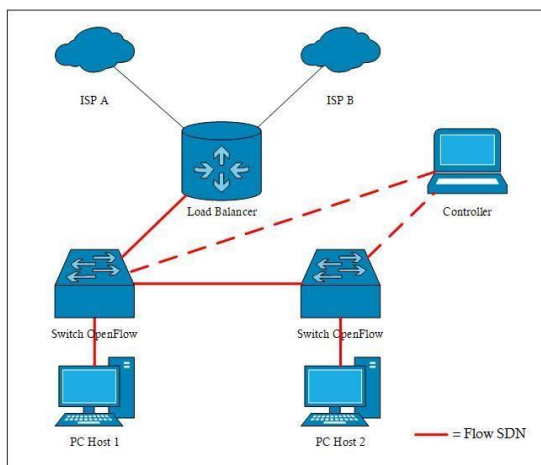 ISP A
ISP B
Load Balancer
Controller
Switch OpenFlow
Switch OpenFlow
PC Host 1
PC Host 2
= Flow SDN